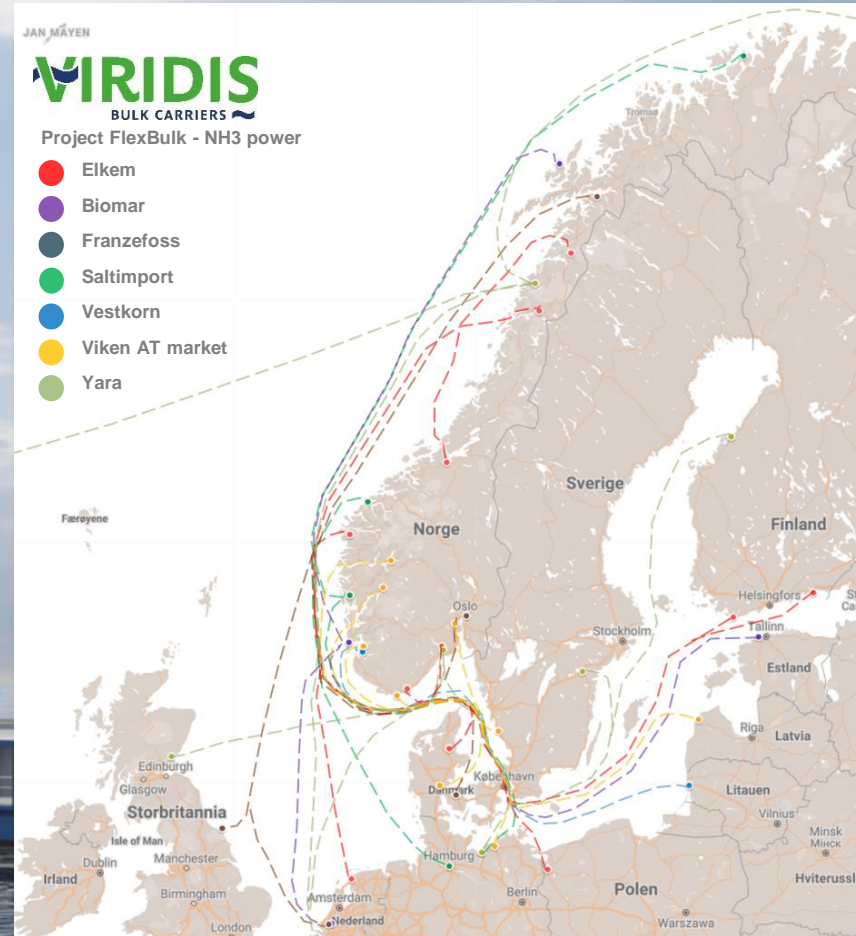 JAN MAYEN
VIRIDIS
BULK CARRIERS
Project FlexBulk - NH3 power
Elkem
Biomar
Franzefoss
Saltimport
Vestkorn
Viken AT market
Yara
Tromsø
Færøyene
Norge
Sverige
Finland
Oslo
Helsingfors
Stockholm
Tallinn
Estland
Riga
Latvia
Edinburgh
Glasgow
København
Danmark
Litauen
Storbritannia
Vilnius
Isle of Man
Minsk
Мінск
Dublin
Manchester
Hamburg
Irland
Hviterussl
Birmingham
Amsterdam
Berlin
Polen
Nederland
London
Warszawa